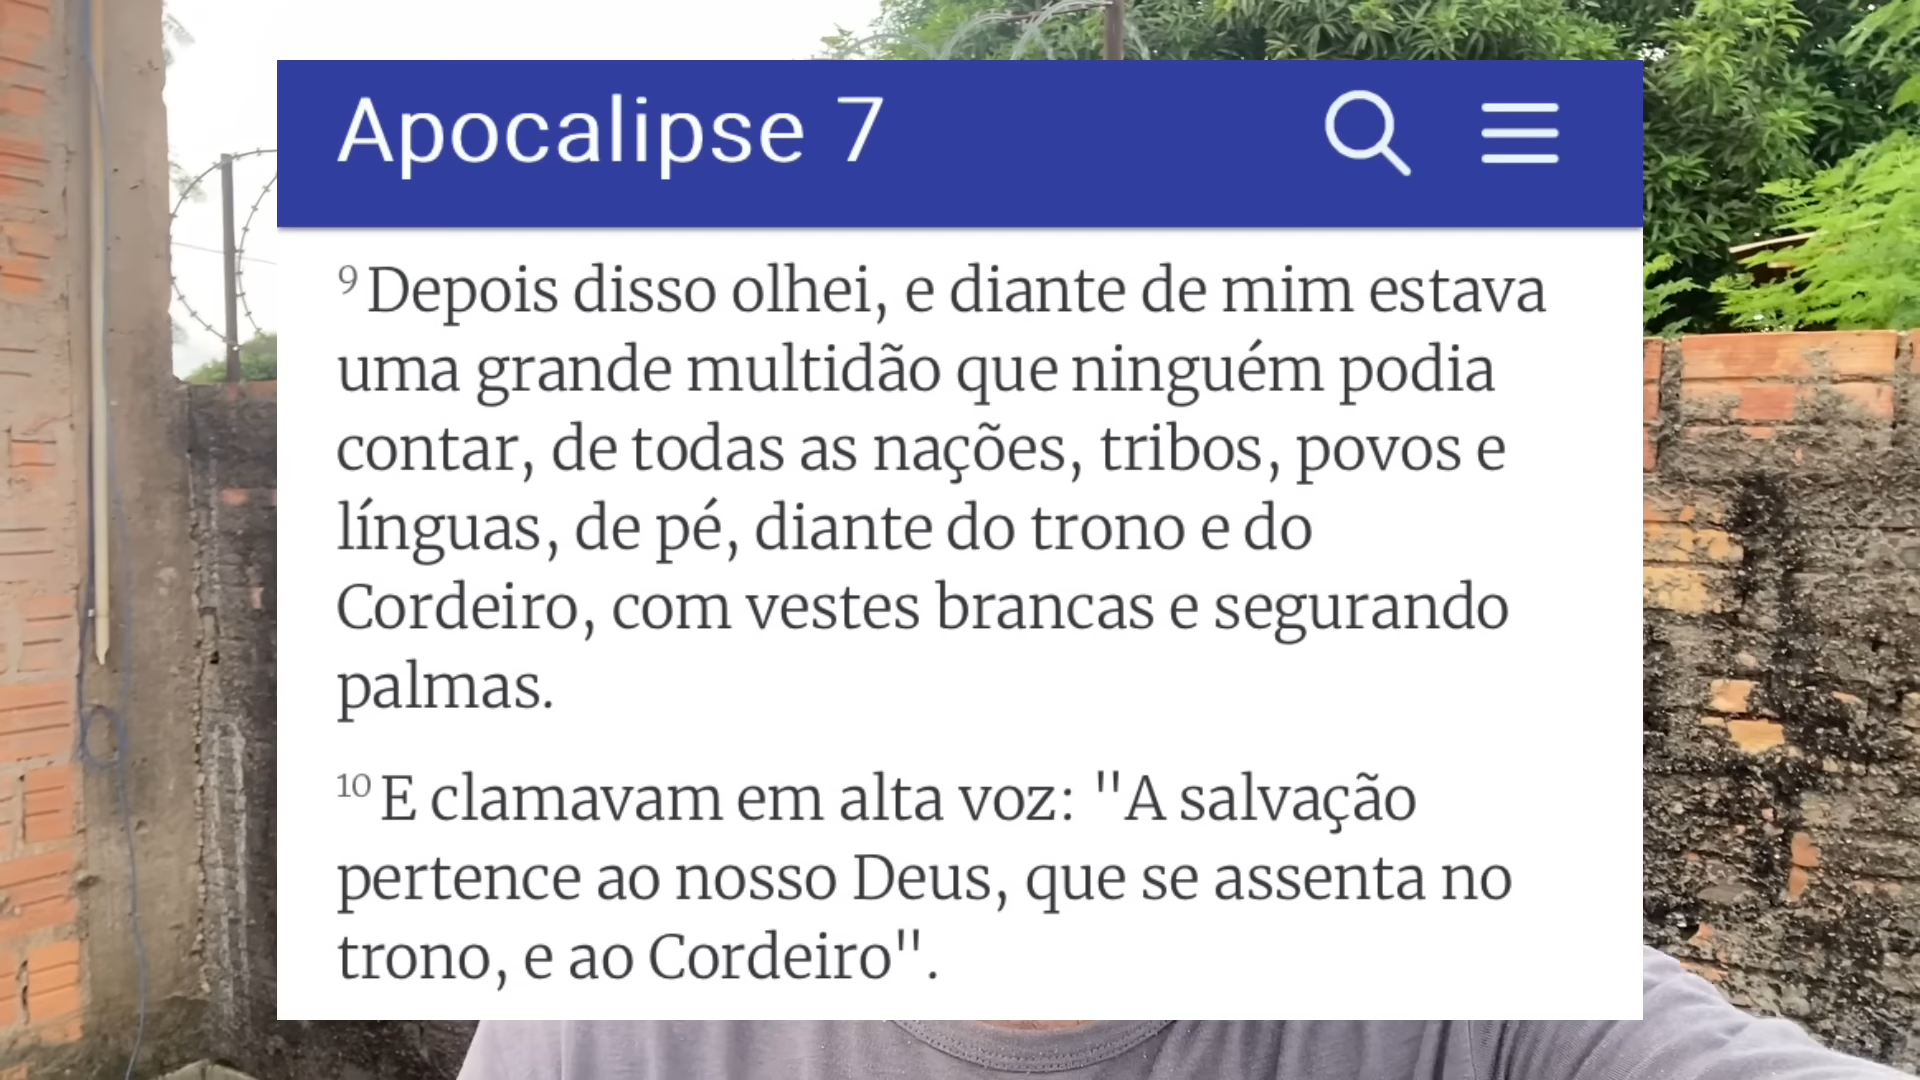 Apocalipse 7
9 Depois disso olhei, e diante de mim estava
uma grande multidão que ninguém podia
contar, de todas as nações, tribos, povos e
línguas, de pé, diante do trono e do
Cordeiro, com vestes brancas e segurando
palmas.
10 E clamavam em alta voz: "A salvação
pertence ao nosso Deus, que se assenta no
trono, e ao Cordeiro".